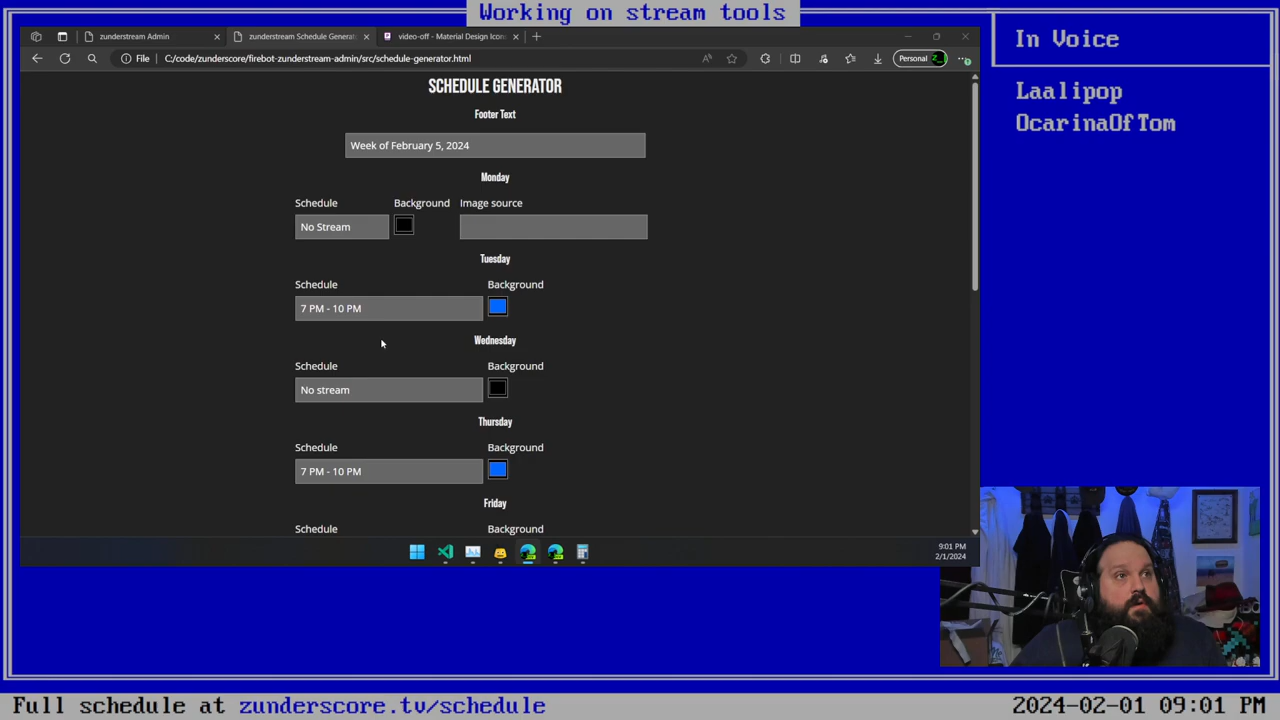 Working on stream tools
zunderstream Admin
zunderstream Schedule Generat
video-off - Material Design Icon
File C:/code/zunderscore/firebot-zunderstream-admin/src/schedule-generator.html
Personal
SCHEDULE GENERATOR
Footer Text
Week of February 5, 2024
Monday
Schedule Background Image source
No Stream
Tuesday
Schedule Background
7 PM - 10 PM
Wednesday
Schedule Background
No stream
Thursday
Schedule Background
7 PM - 10 PM
Friday
Schedule Background
9:01 PM
2/1/2024
In Voice
Laalipop
OcarinaOfTom
Full schedule at zunderscore.tv/schedule
2024-02-01 09:01 PM